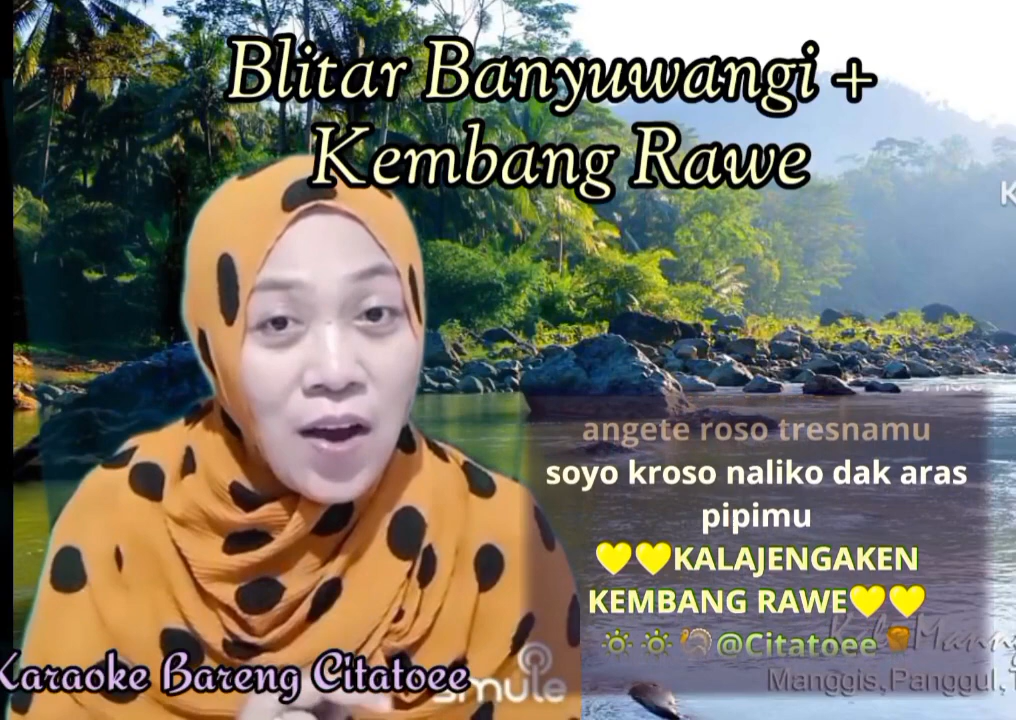 Blitar Banyuwangi +
Kembang Rawe
K
smule
angete roso tresnamu
soyo kroso naliko dak aras
pipimu
💛💛KALAJENGAKEN
KEMBANG RAWE💛💛
@Citatoee
Manggis, Panggul, T
Karaoke Bareng Citatoee
smule